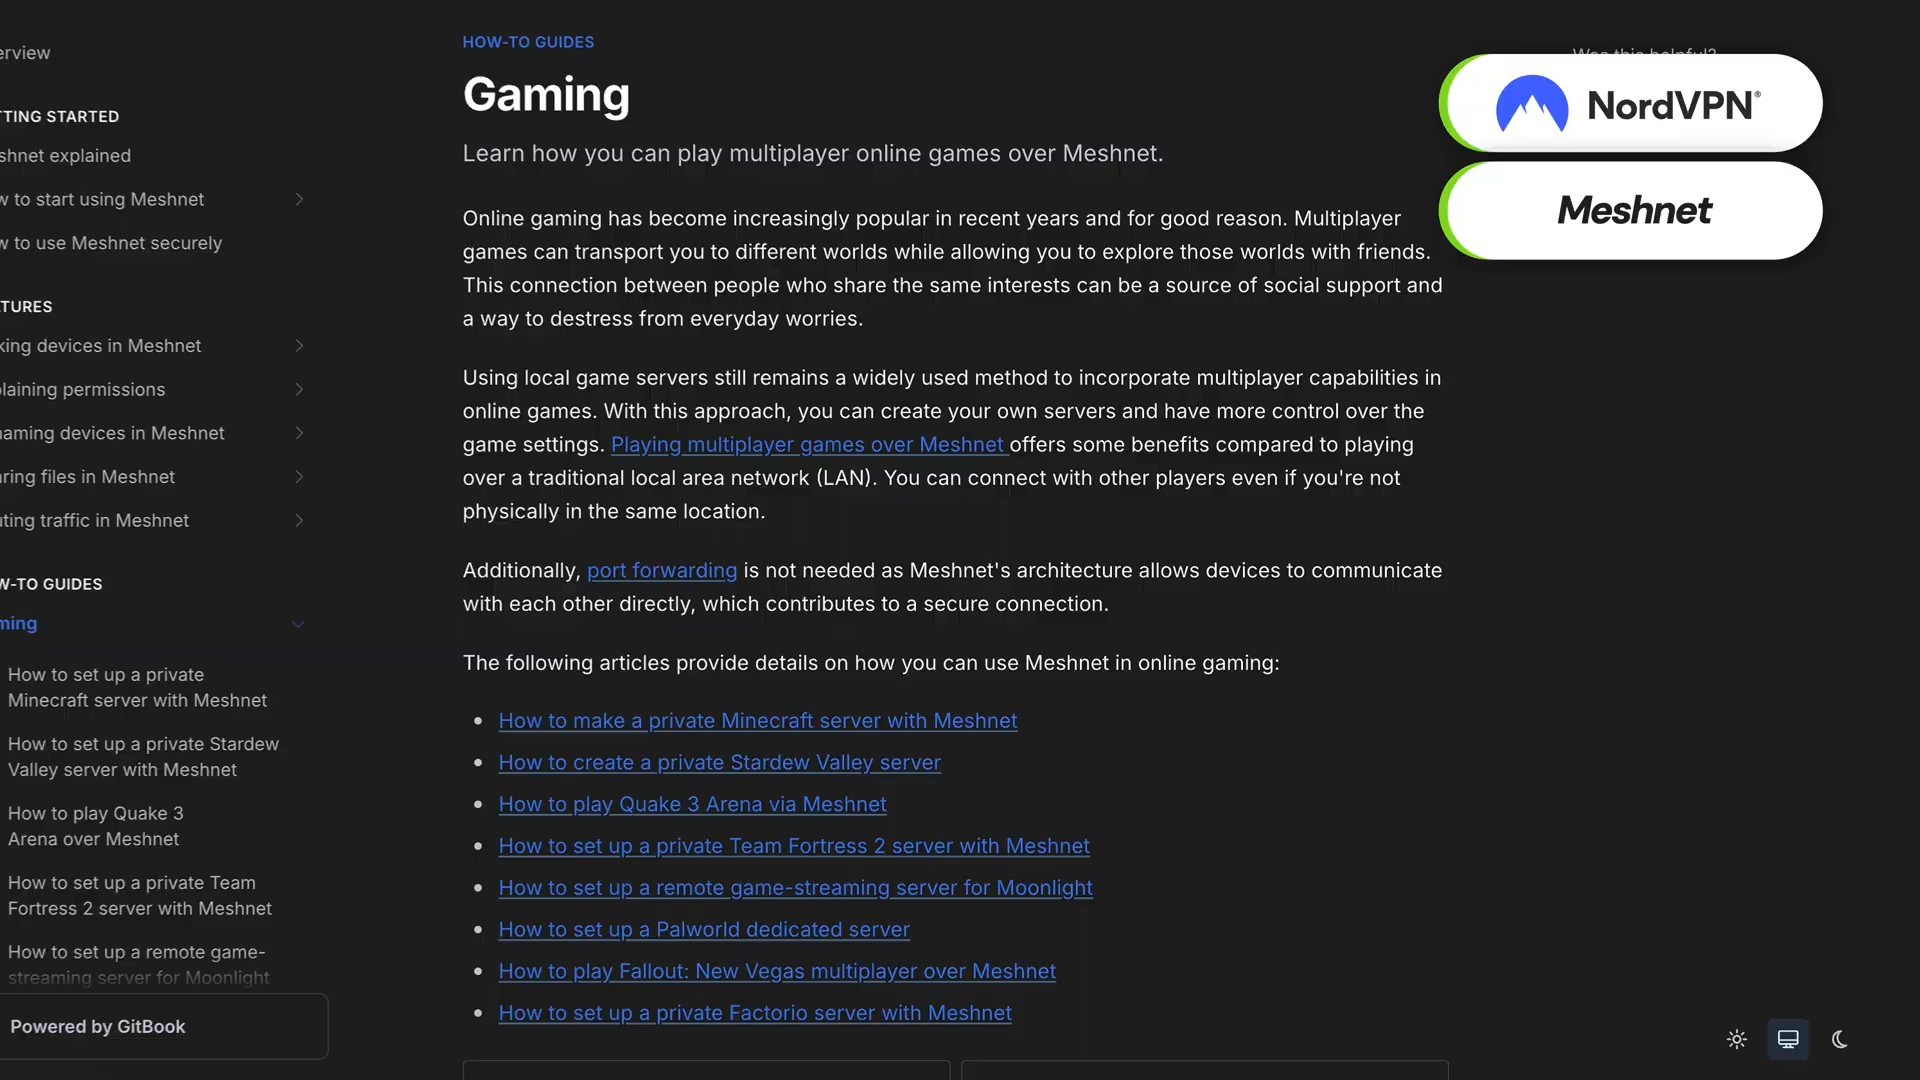 erview
TTING STARTED
shnet explained
w to start using Meshnet
w to use Meshnet securely
TURES
king devices in Meshnet
laining permissions
naming devices in Meshnet
ring files in Meshnet
uting traffic in Meshnet
W-TO GUIDES
ming
How to set up a private
Minecraft server with Meshnet
How to set up a private Stardew
Valley server with Meshnet
How to play Quake 3
Arena over Meshnet
How to set up a private Team
Fortress 2 server with Meshnet
How to set up a remote game-
streaming server for Moonlight
Powered by GitBook
HOW-TO GUIDES
Gaming
Learn how you can play multiplayer online games over Meshnet.
Online gaming has become increasingly popular in recent years and for good reason. Multiplayer
games can transport you to different worlds while allowing you to explore those worlds with friends.
This connection between people who share the same interests can be a source of social support and
a way to destress from everyday worries.
Using local game servers still remains a widely used method to incorporate multiplayer capabilities in
online games. With this approach, you can create your own servers and have more control over the
game settings. Playing multiplayer games over Meshnet offers some benefits compared to playing
over a traditional local area network (LAN). You can connect with other players even if you're not
physically in the same location.
Additionally, port forwarding is not needed as Meshnet's architecture allows devices to communicate
with each other directly, which contributes to a secure connection.
The following articles provide details on how you can use Meshnet in online gaming:
• How to make a private Minecraft server with Meshnet
• How to create a private Stardew Valley server
• How to play Quake 3 Arena via Meshnet
• How to set up a private Team Fortress 2 server with Meshnet
• How to set up a remote game-streaming server for Moonlight
• How to set up a Palworld dedicated server
• How to play Fallout: New Vegas multiplayer over Meshnet
• How to set up a private Factorio server with Meshnet
Was this helpful?
NordVPN®
Meshnet